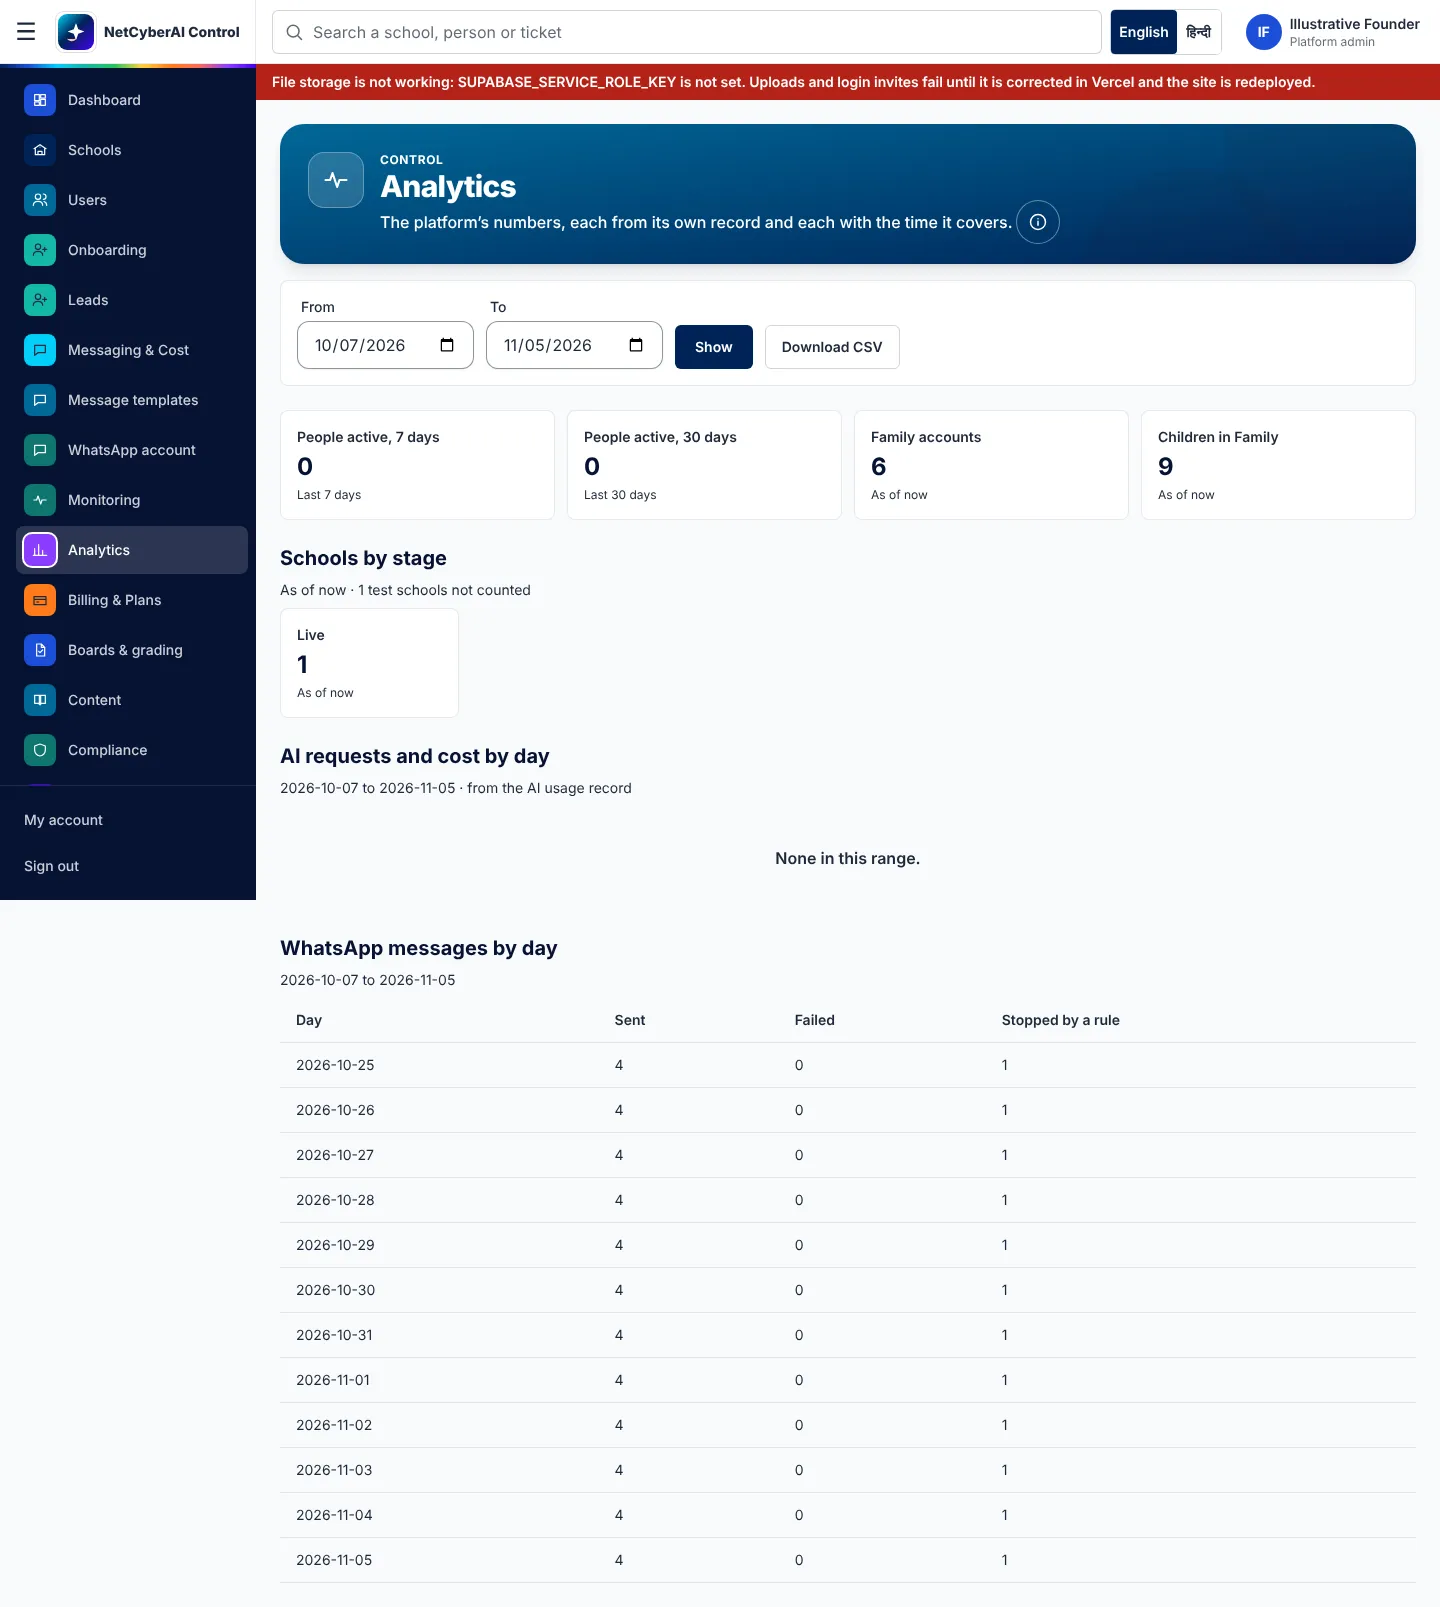 NetCyberAI Control
Search a school, person or ticket
English
हिन्दी
IF
Illustrative Founder
Platform admin
File storage is not working: SUPABASE_SERVICE_ROLE_KEY is not set. Uploads and login invites fail until it is corrected in Vercel and the site is redeployed.
Dashboard
Schools
Users
Onboarding
Leads
Messaging & Cost
Message templates
WhatsApp account
Monitoring
Analytics
Billing & Plans
Boards & grading
Content
Compliance
My account
Sign out
CONTROL
Analytics
The platform’s numbers, each from its own record and each with the time it covers.
From To
10/07/2026 11/05/2026 Show Download CSV
People active, 7 days
0
Last 7 days
People active, 30 days
0
Last 30 days
Family accounts
6
As of now
Children in Family
9
As of now
Schools by stage
As of now · 1 test schools not counted
Live
1
As of now
AI requests and cost by day
2026-10-07 to 2026-11-05 · from the AI usage record
None in this range.
WhatsApp messages by day
2026-10-07 to 2026-11-05
Day Sent Failed Stopped by a rule
2026-10-25 4 0 1
2026-10-26 4 0 1
2026-10-27 4 0 1
2026-10-28 4 0 1
2026-10-29 4 0 1
2026-10-30 4 0 1
2026-10-31 4 0 1
2026-11-01 4 0 1
2026-11-02 4 0 1
2026-11-03 4 0 1
2026-11-04 4 0 1
2026-11-05 4 0 1